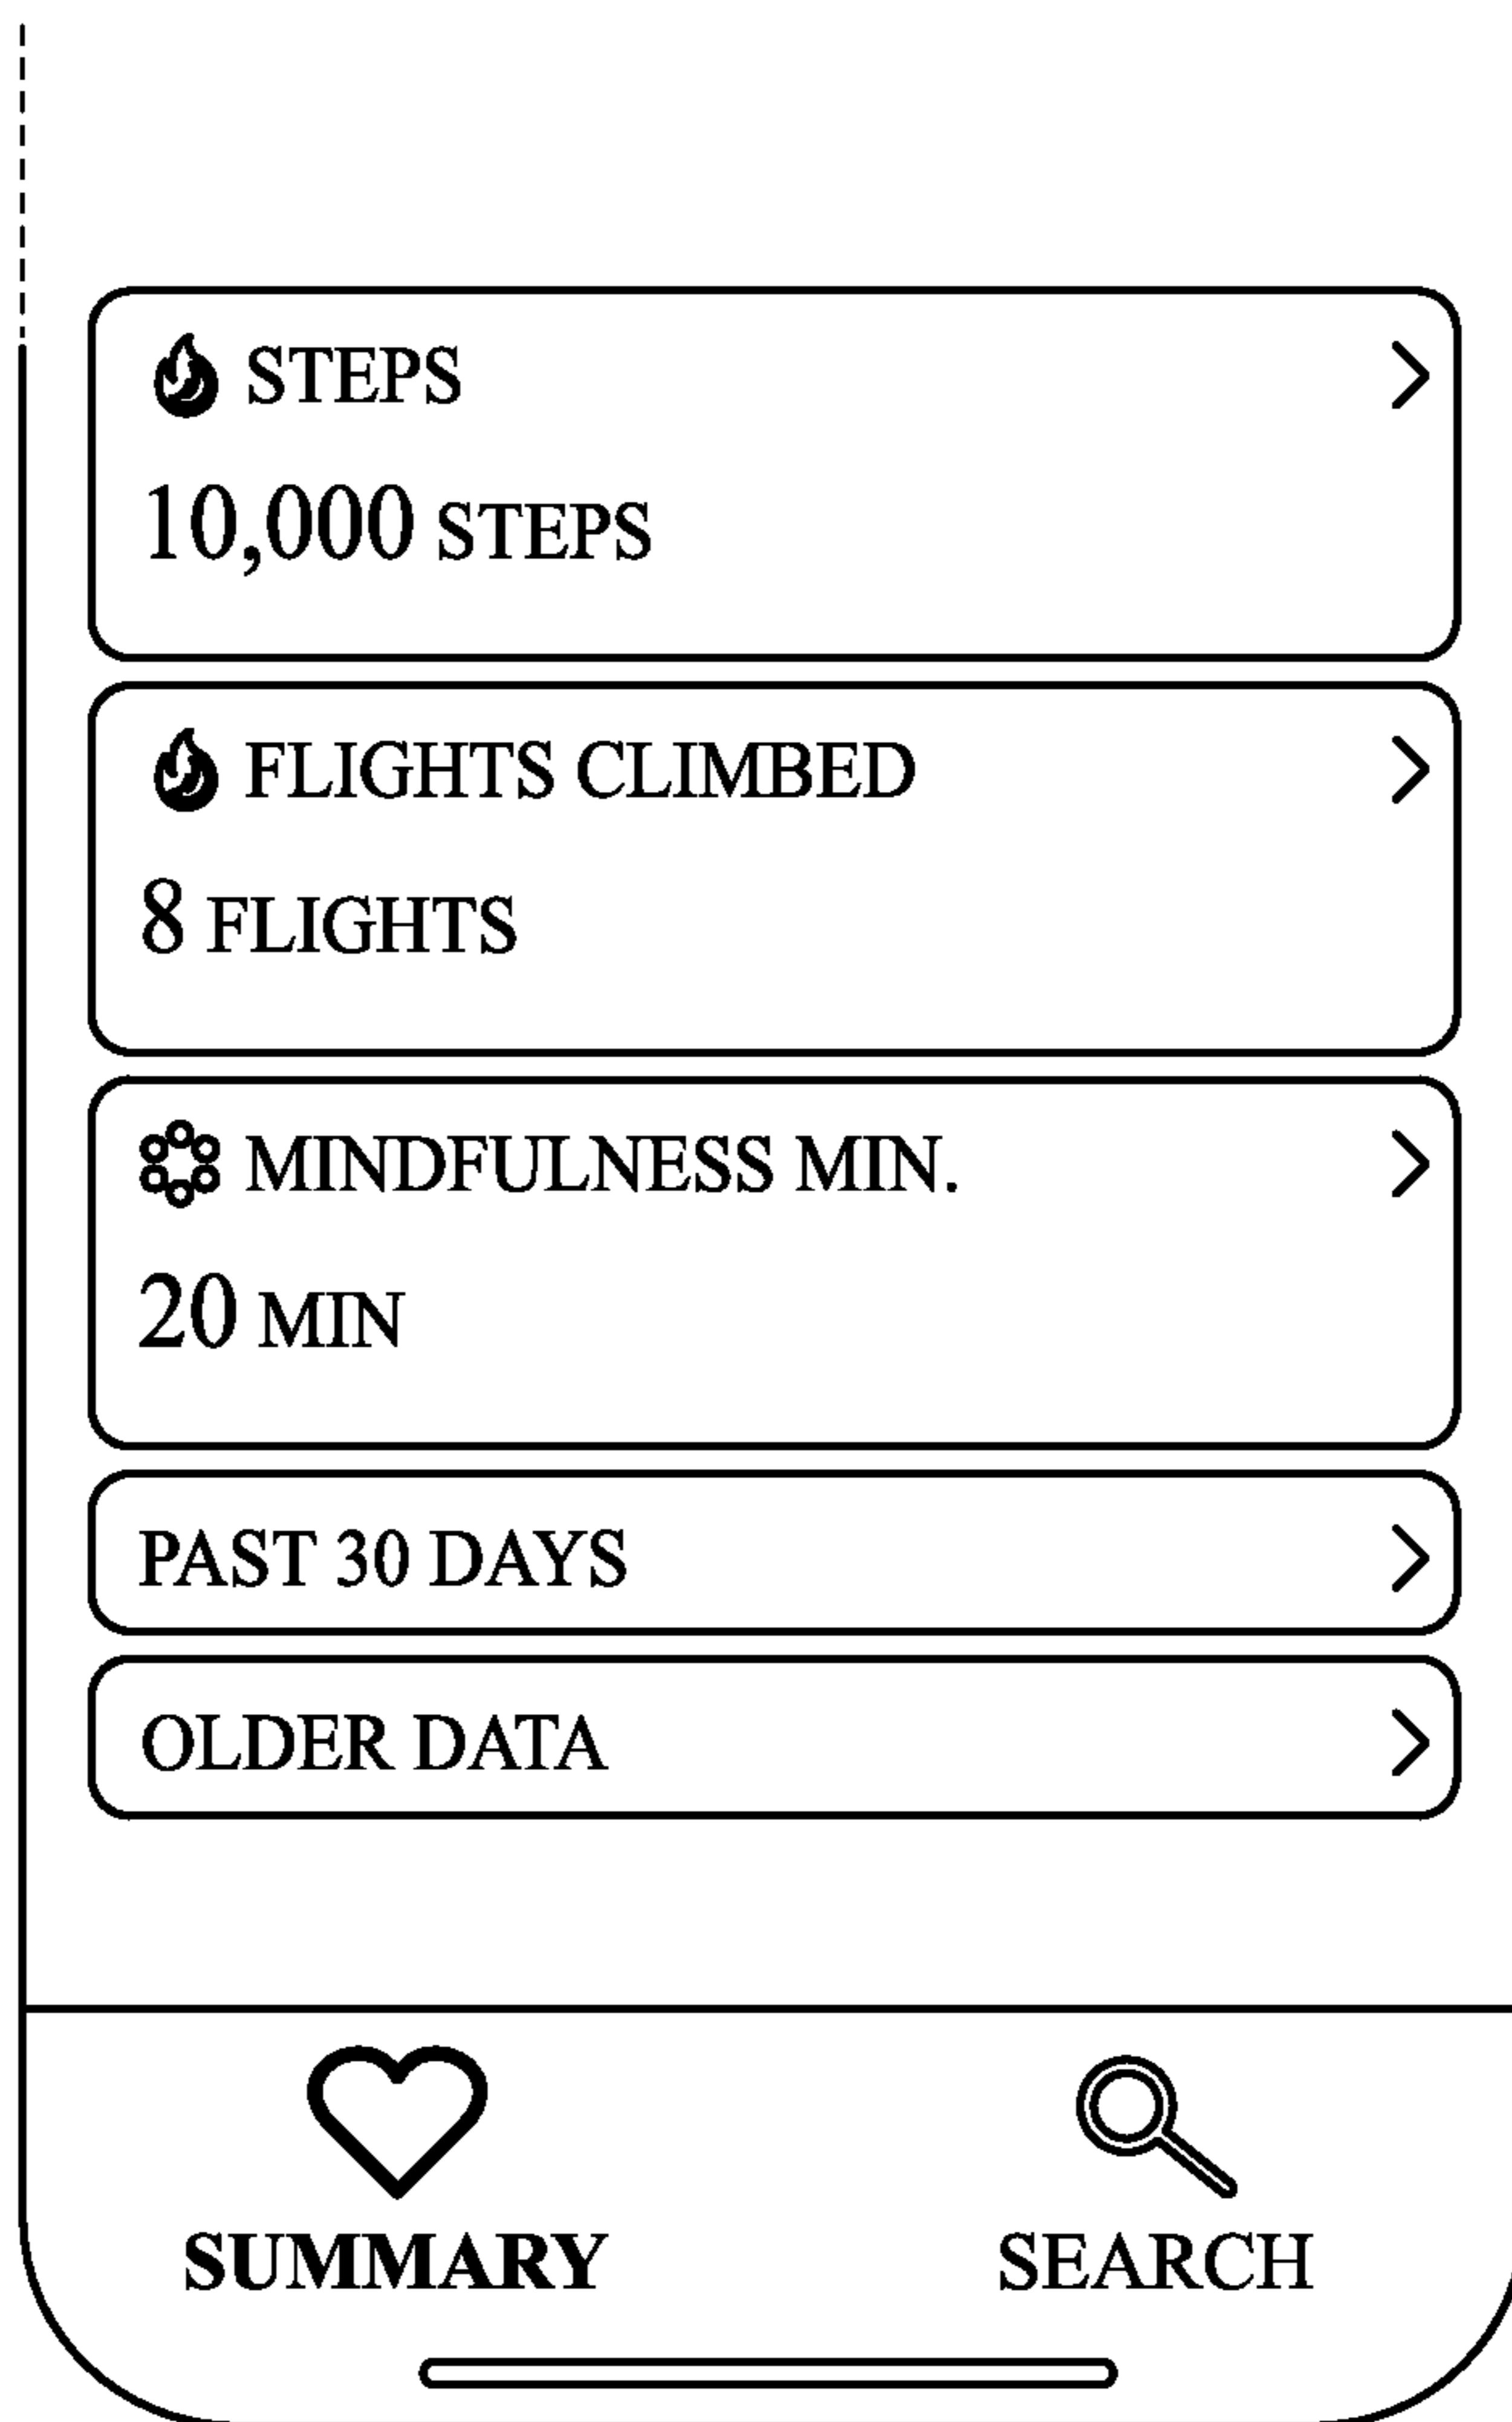 STEPS
10,000 STEPS
FLIGHTS CLIMBED
8 FLIGHTS
MINDFULNESS MIN.
20 MIN
PAST 30 DAYS
OLDER DATA
SUMMARY
SEARCH